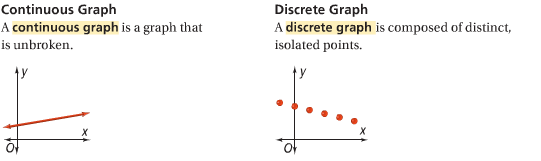 Continuous Graph
A continuous graph is a graph that
is unbroken.
y
x
O
Discrete Graph
A discrete graph is composed of distinct,
isolated points.
y
x
O